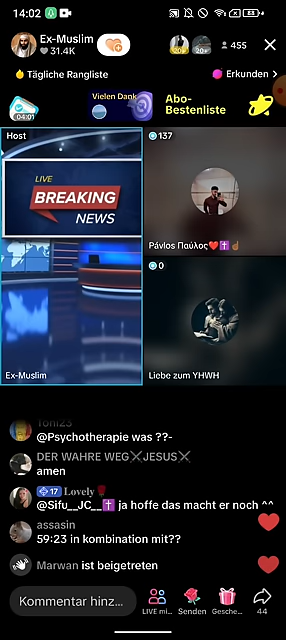 14:02
Ex-Muslim
31.4K
455
Tägliche Rangliste
Erkunden >
04:01
Vielen Dank
Abo-
Bestenliste
Host
LIVE
BREAKING
NEWS
Ex-Muslim
137
Pávlos Παύλος❤️✝️☝🏽
0
Liebe zum YHWH
Toni23
@Psychotherapie was ??-
DER WAHRE WEG⚔JESUS⚔
amen
17 𝐋𝐨𝐯𝐞𝐥𝐲🌹
@Sifu__JC__✝️ ja hoffe das macht er noch ^^
assasin
59:23 in kombination mit??
Marwan ist beigetreten
Kommentar hinz...
LIVE mi...
Senden
Gesche...
44